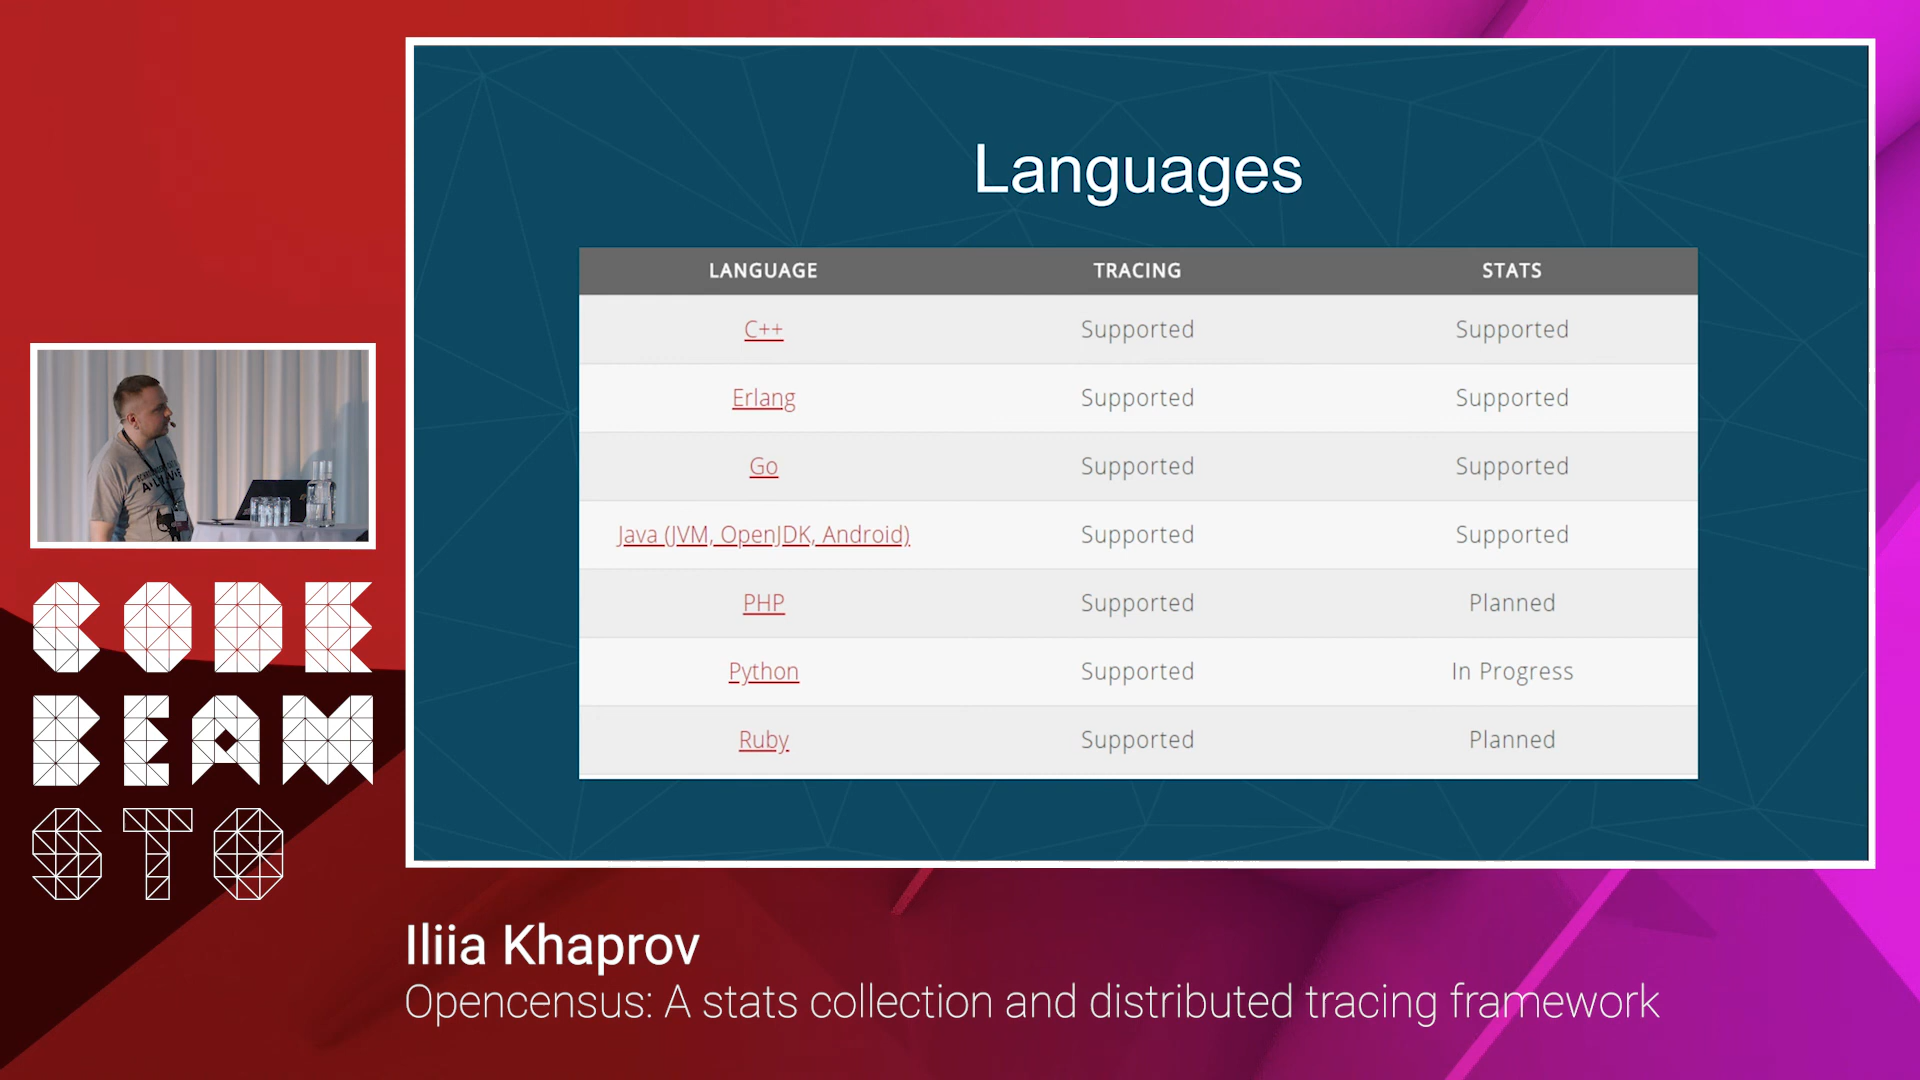 Languages
LANGUAGE TRACING STATS
C++ Supported Supported
Erlang Supported Supported
Go Supported Supported
Java (JVM, OpenJDK, Android) Supported Supported
PHP Supported Planned
Python Supported In Progress
Ruby Supported Planned
CODE
BEAM
STO
Iliia Khaprov
Opencensus: A stats collection and distributed tracing framework